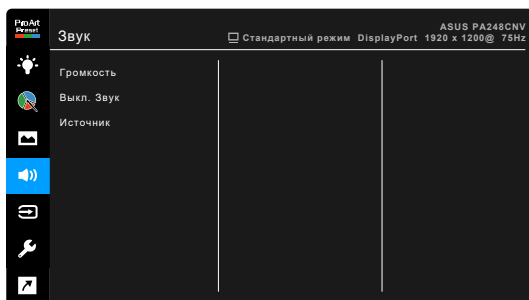 ProArt
Preset
Звук
ASUS PA248CNV
Стандартный режим DisplayPort 1920 x 1200@ 75Hz
Громкость
Выкл. Звук
Источник